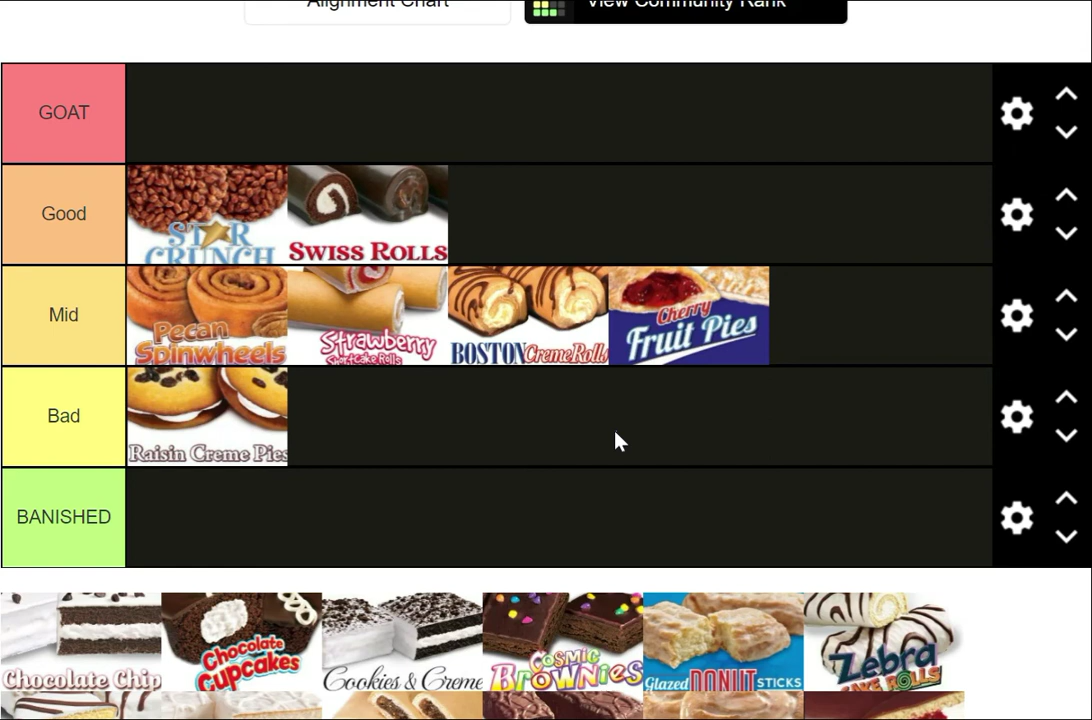 Alignment Chart
View Community Rank
GOAT
Good
STAR
CRUNCH
SWISS ROLLS
Mid
Pecan
Spinwheels
Strawberry
Shortcake Rolls
BOSTON Creme Rolls
Cherry
Fruit Pies
Bad
Raisin Creme Pies
BANISHED
Chocolate Chip
Chocolate
Cupcakes
Cookies & Creme
Cosmic
BROWNIES
Glazed DONUT STICKS
Zebra
CAKE ROLLS